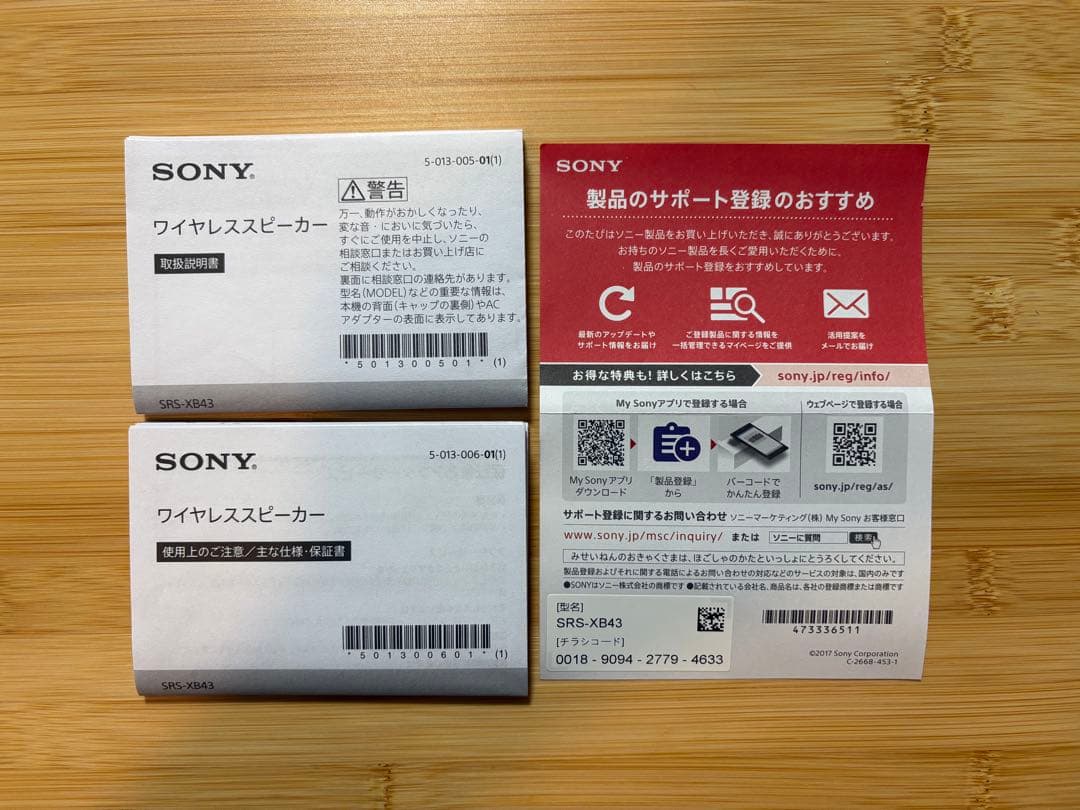 SONY®
5-013-005-01(1)
ワイヤレススピーカー
取扱説明書
警告
万一、動作がおかしくなったり、
変な音・においに気づいたら、
すぐにご使用を中止し、ソニーの
相談窓口またはお買い上げ店に
ご相談ください。
裏面に相談窓口の連絡先があります。
型名(MODEL)などの重要な情報は、
本機の背面(キャップの裏側)やAC
アダプターの表面に表示してあります。
*501300501*(1)
SRS-XB43
SONY®
5-013-006-01(1)
ワイヤレススピーカー
使用上のご注意/主な仕様・保証書
*501300601*(1)
SRS-XB43
SONY
製品のサポート登録のおすすめ
このたびはソニー製品をお買い上げいただき、誠にありがとうございます。
お持ちのソニー製品を長くご愛用いただくために、
製品のサポート登録をおすすめしています。
最新のアップデートや
サポート情報をお届け
ご登録製品に関する情報を
一括管理できるマイページをご提供
活用提案を
メールでお届け
お得な特典も! 詳しくはこちら
sony.jp/reg/info/
My Sonyアプリで登録する場合
My Sonyアプリ
ダウンロード
「製品登録」
から
バーコードで
かんたん登録
ウェブページで登録する場合
sony.jp/reg/as/
サポート登録に関するお問い合わせ ソニーマーケティング(株) My Sony お客様窓口
www.sony.jp/msc/inquiry/ または ソニーに質問 検索
みせいねんのおきゃくさまは、ほごしゃのかたといっしょにとうろくしてください。
製品登録およびそれに関する電話によるお問い合わせの対応などのサービスの対象は、国内のみです
●SONYはソニー株式会社の商標です ●記載されている会社名、商品名は、各社の登録商標または商標です
[型名]
SRS-XB43
[チラシコード]
0018 - 9094 - 2779 - 4633
473336511
©2017 Sony Corporation
C-2668-453-1